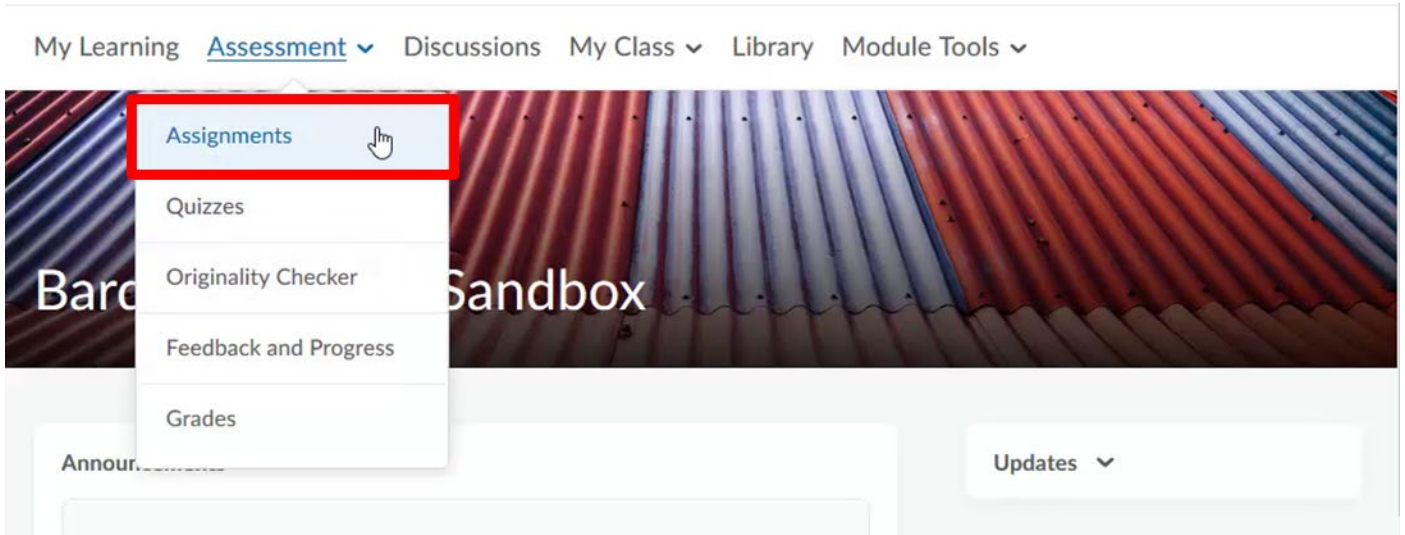 My Learning Assessment Discussions My Class Library Module Tools
Assignments
Quizzes
Originality Checker
Sandbox
Feedback and Progress
Grades
Updates